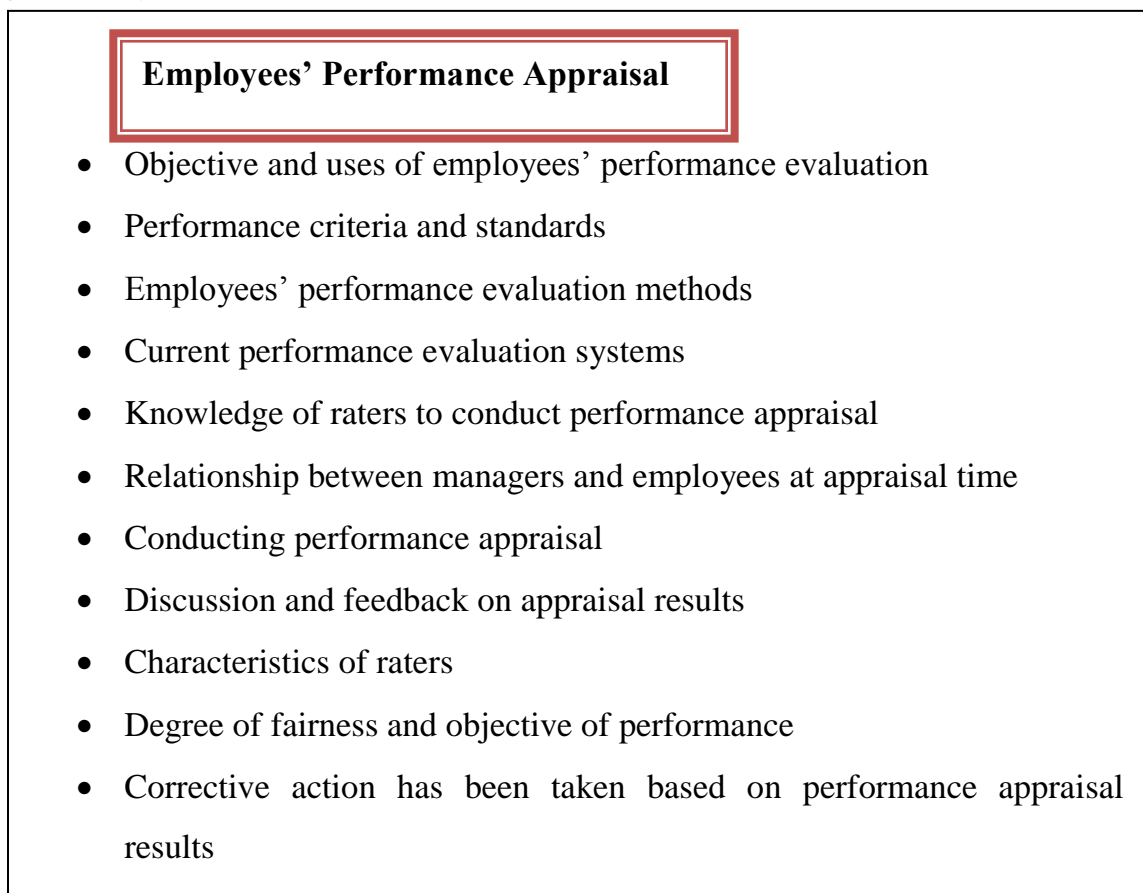 Employees’ Performance Appraisal
• Objective and uses of employees’ performance evaluation
• Performance criteria and standards
• Employees’ performance evaluation methods
• Current performance evaluation systems
• Knowledge of raters to conduct performance appraisal
• Relationship between managers and employees at appraisal time
• Conducting performance appraisal
• Discussion and feedback on appraisal results
• Characteristics of raters
• Degree of fairness and objective of performance
• Corrective action has been taken based on performance appraisal
results